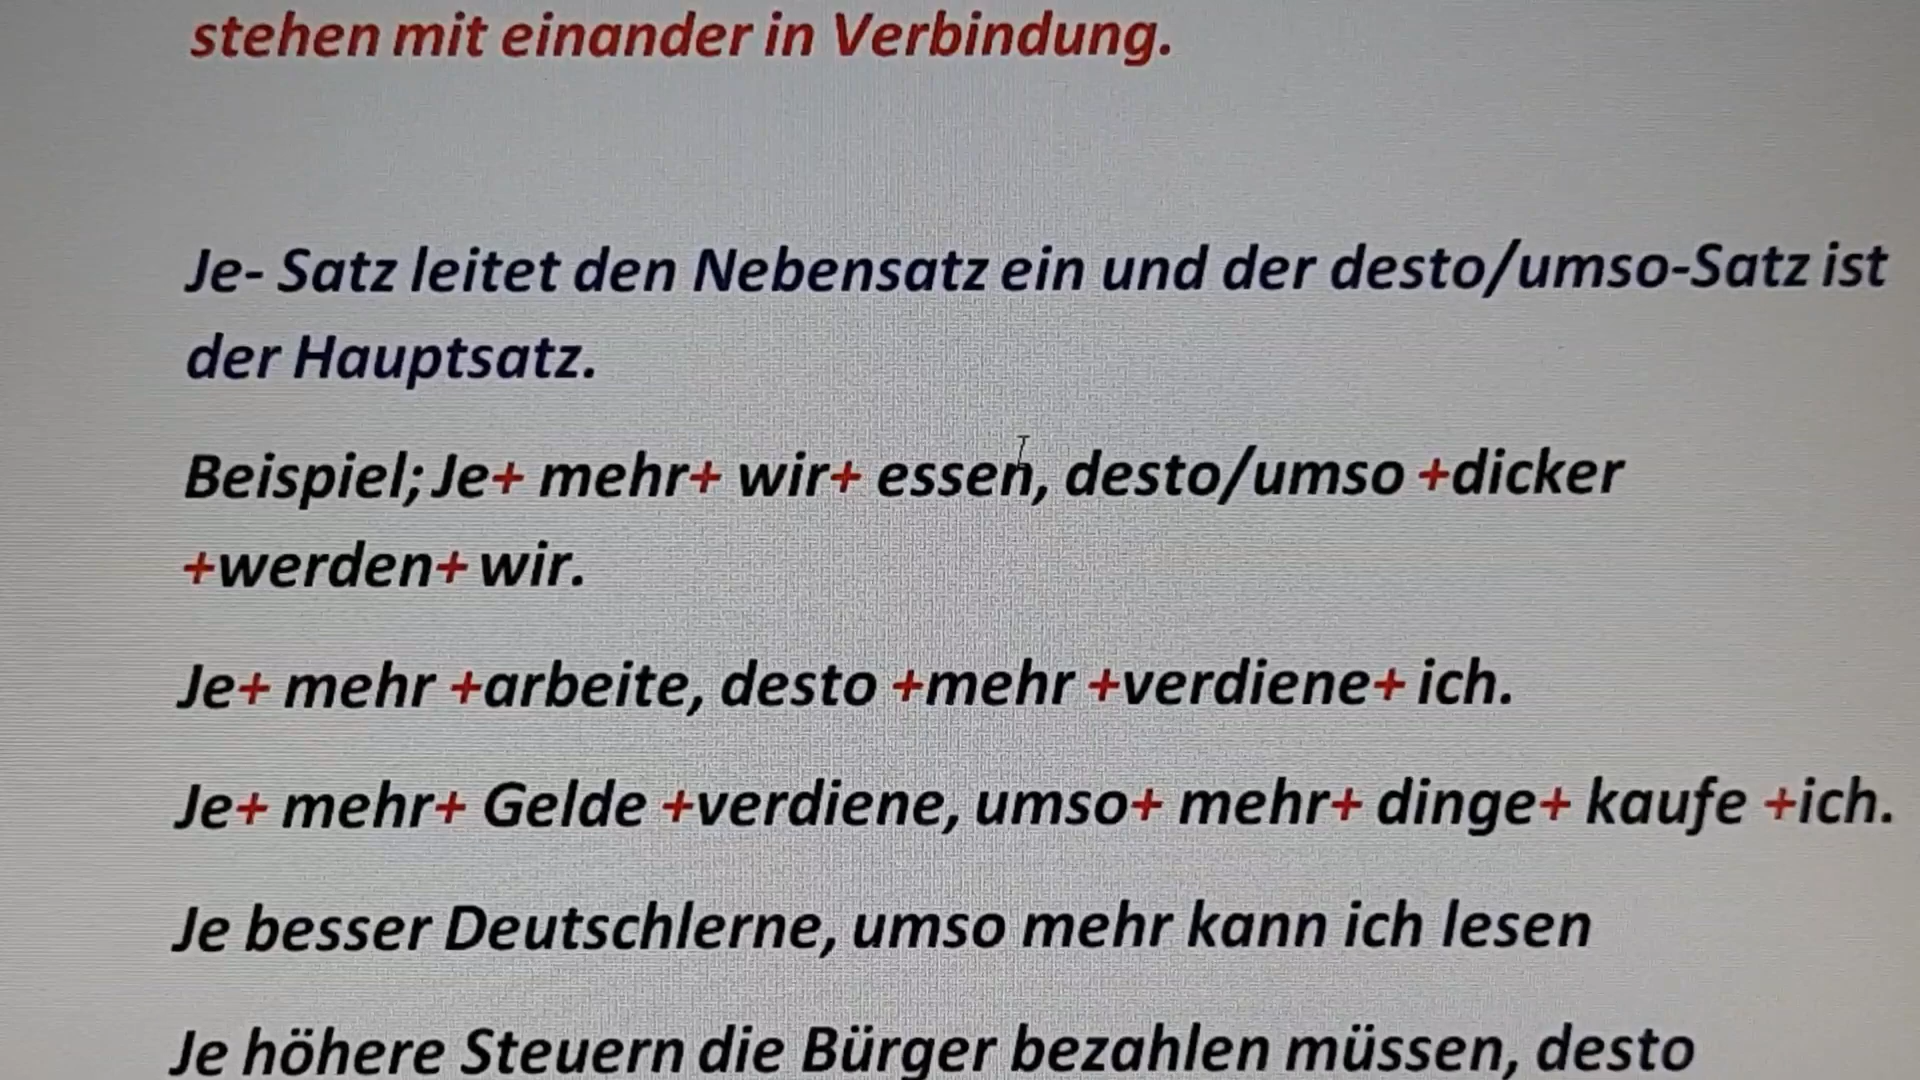 stehen mit einander in Verbindung.
Je- Satz leitet den Nebensatz ein und der desto/umso-Satz ist
der Hauptsatz.
Beispiel; Je+ mehr+ wir+ essen, desto/umso +dicker
+werden+ wir.
Je+ mehr +arbeite, desto +mehr +verdiene+ ich.
Je+ mehr+ Gelde +verdiene, umso+ mehr+ dinge+ kaufe +ich.
Je besser Deutschlerne, umso mehr kann ich lesen
Je höhere Steuern die Bürger bezahlen müssen, desto